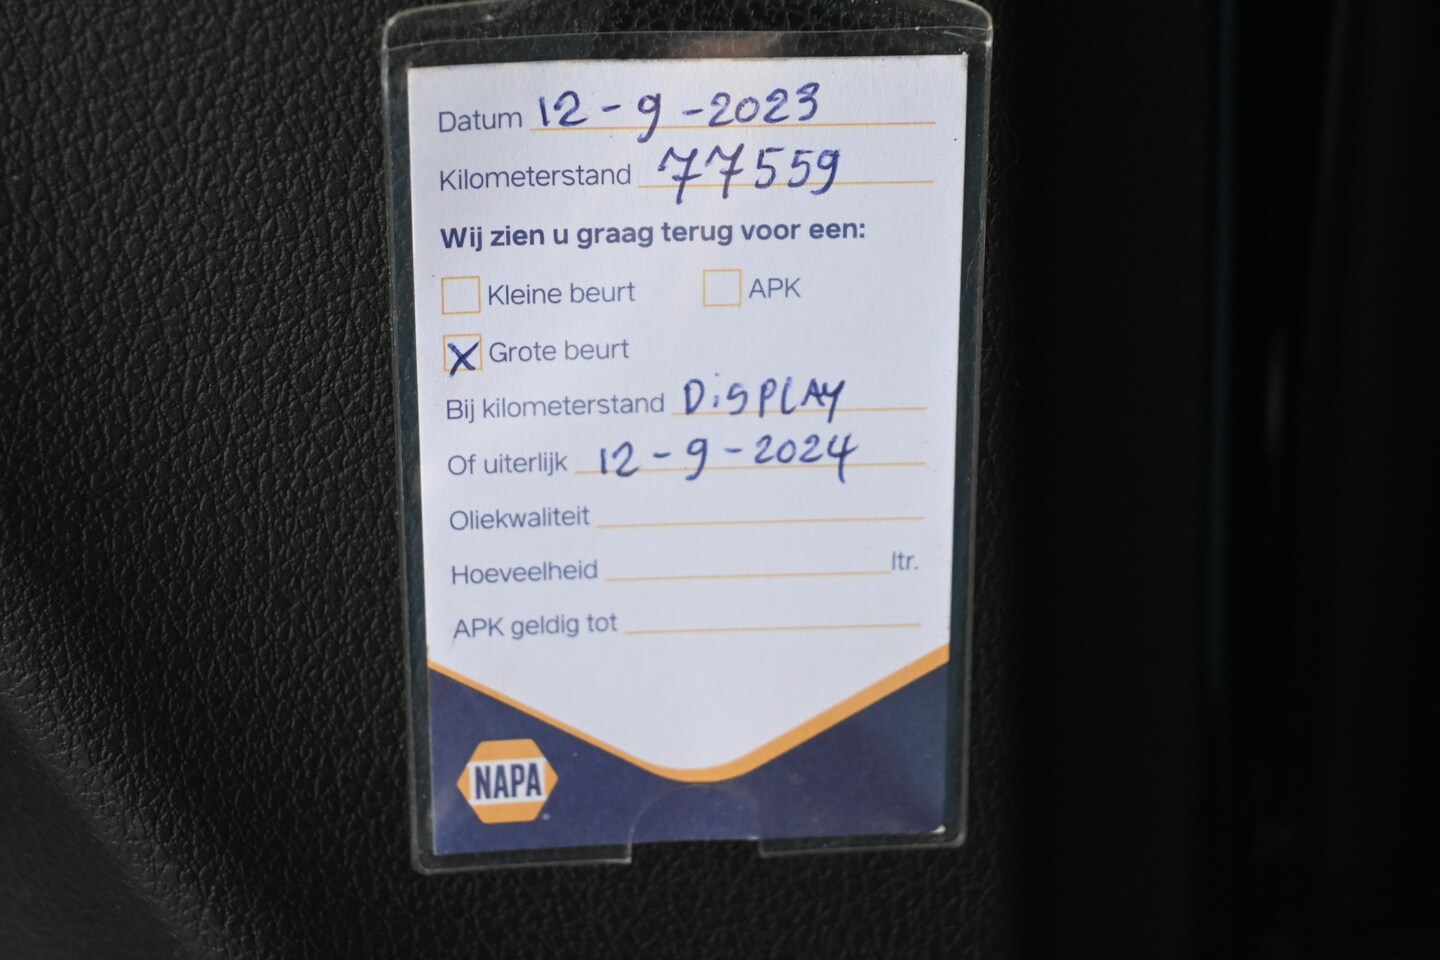 Datum 12-9-2023
Kilometerstand 77559
Wij zien u graag terug voor een:
Kleine beurt APK
X Grote beurt
Bij kilometerstand DiSPLAY
Of uiterlijk 12-9-2024
Oliekwaliteit
Hoeveelheid ltr.
APK geldig tot
NAPA